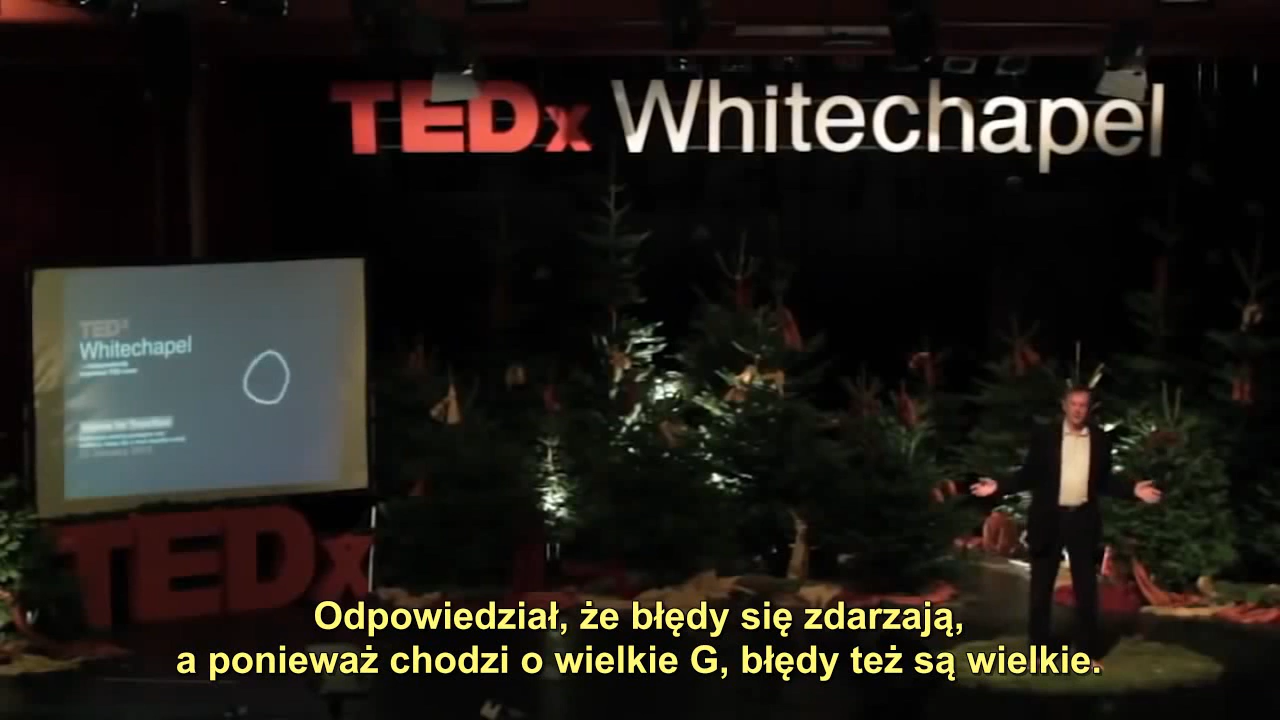 TEDx Whitechapel
TEDx
Whitechapel
TEDx
Odpowiedział, że błędy się zdarzają,
a ponieważ chodzi o wielkie G, błędy też są wielkie.